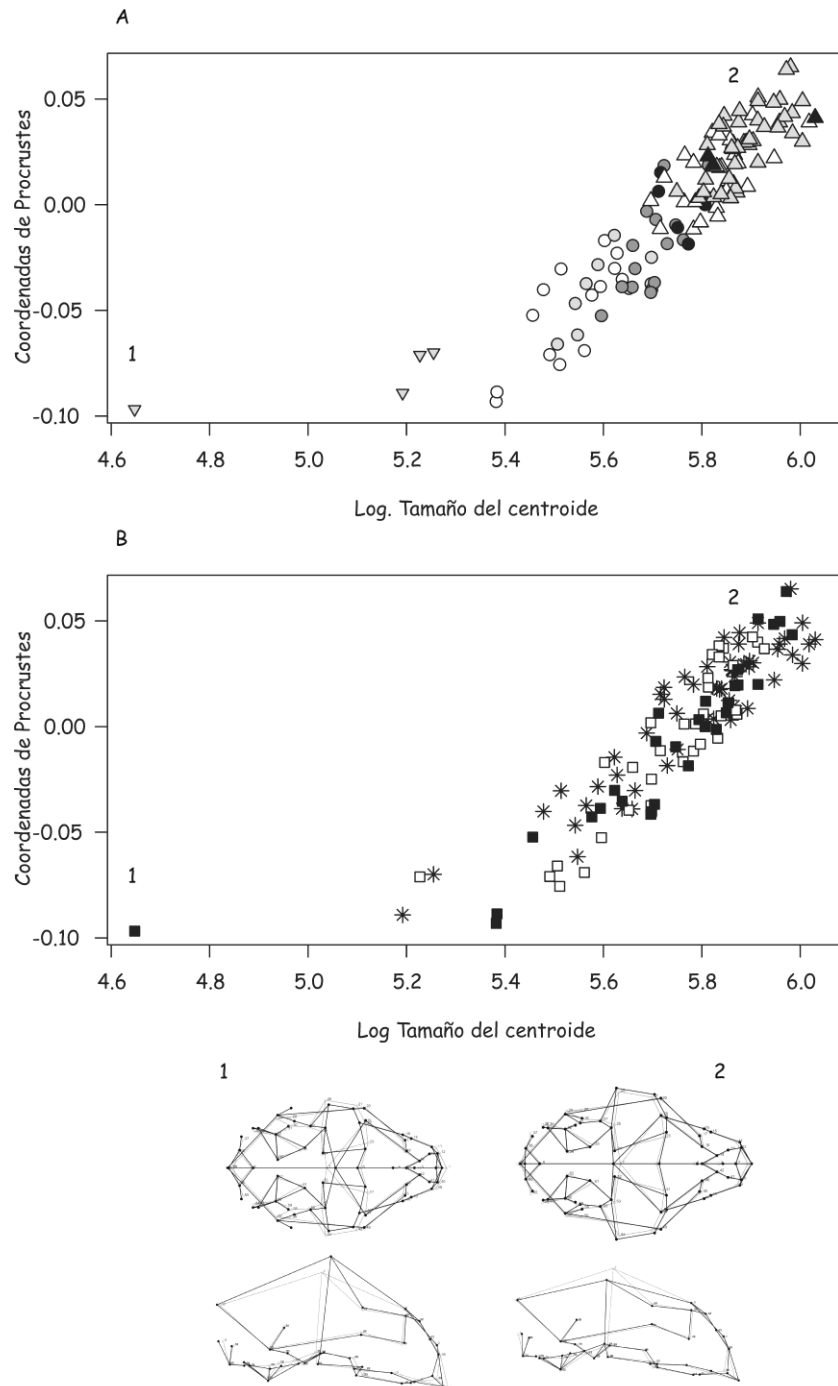 A
2
0.05
0.00
-0.05
1
-0.10
Coordenadas de Procrustes
4.6 4.8 5.0 5.2 5.4 5.6 5.8 6.0
Log. Tamaño del centroide
B
2
0.05
0.00
-0.05
1
-0.10
Coordenadas de Procrustes
4.6 4.8 5.0 5.2 5.4 5.6 5.8 6.0
Log Tamaño del centroide
1 2